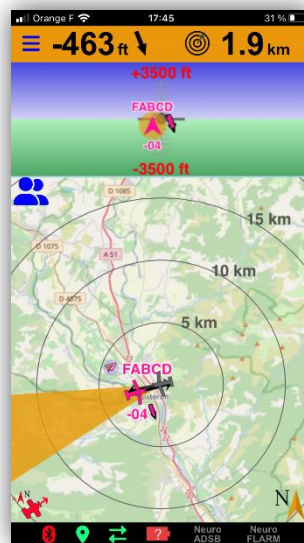 Orange F 17:45 31 %
-463 ft 1.9 km
+3500 ft
FABCD
-04
-3500 ft
D 1085
15 km
D 1075
A 51
10 km
D 4075
5 km
FABCD
Sisteron
-04
N N
? Neuro ADSB Neuro FLARM